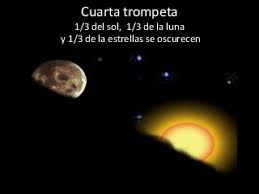 Cuarta trompeta
1/3 del sol, 1/3 de la luna
y 1/3 de la estrellas se oscurecen